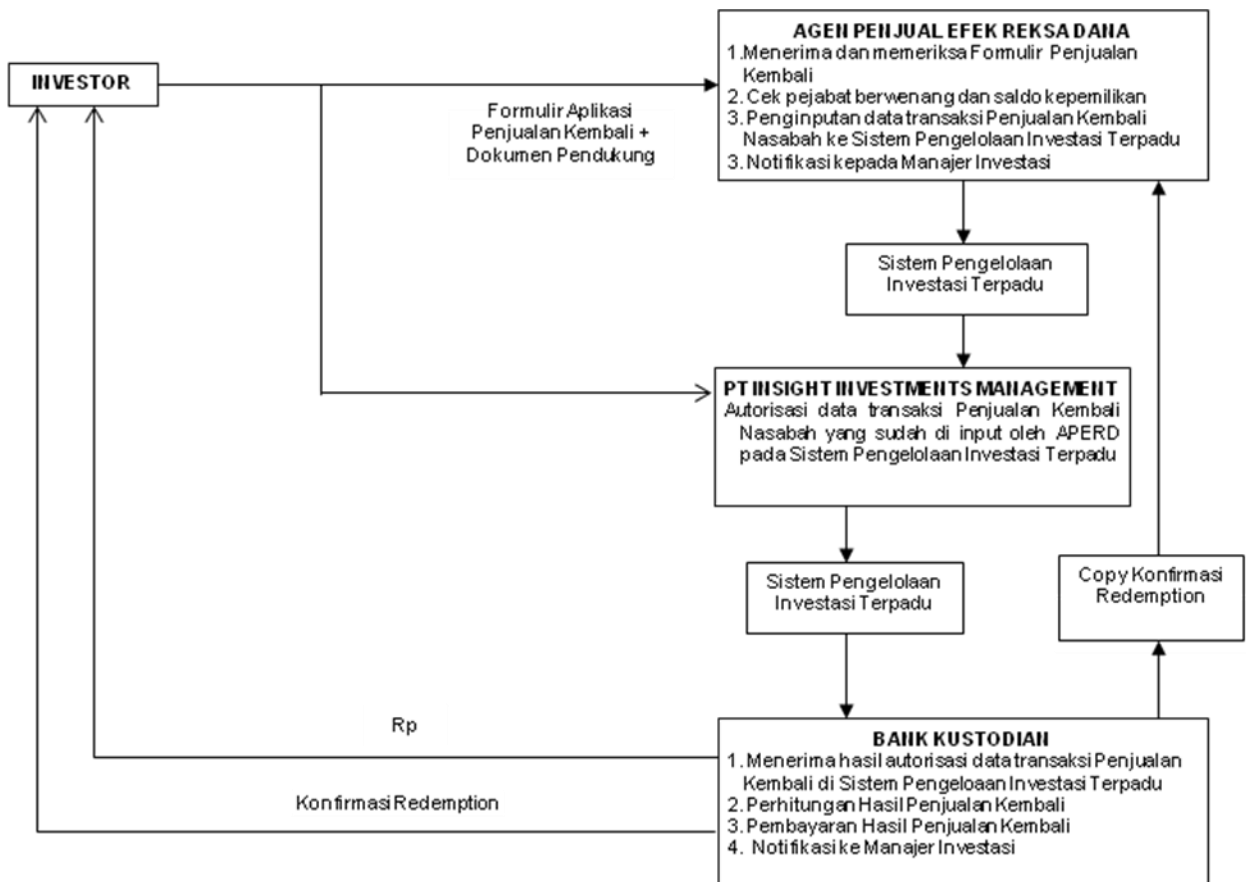 AGEN PENJUAL EFEK REKSA DANA
1.Menerima dan memeriksa Formulir Penjualan
Kembali
2. Cek pejabat berwenang dan saldo kepemilikan
3. Penginputan data transaksi Penjualan Kembali
Nasabah ke Sistem Pengelolaan Investasi Terpadu
3. Notifikasi kepada Manajer Investasi
INVESTOR
Formulir Aplikasi
Penjualan Kembali +
Dokumen Pendukung
Sistem Pengelolaan
Investasi Terpadu
PT INSIGHT INVESTMENTS MANAGEMENT
Autorisasi data transaksi Penjualan Kembali
Nasabah yang sudah di input oleh APERD
pada Sistem Pengelolaan Investasi Terpadu
Sistem Pengelolaan
Investasi Terpadu
Copy Konfirmasi
Redemption
Rp
Konfirmasi Redemption
BANK KUSTODIAN
1. Menerima hasil autorisasi data transaksi Penjualan
Kembali di Sistem Pengeloaan Investasi Terpadu
2. Perhitungan Hasil Penjualan Kembali
3. Pembayaran Hasil Penjualan Kembali
4. Notifikasi ke Manajer Investasi